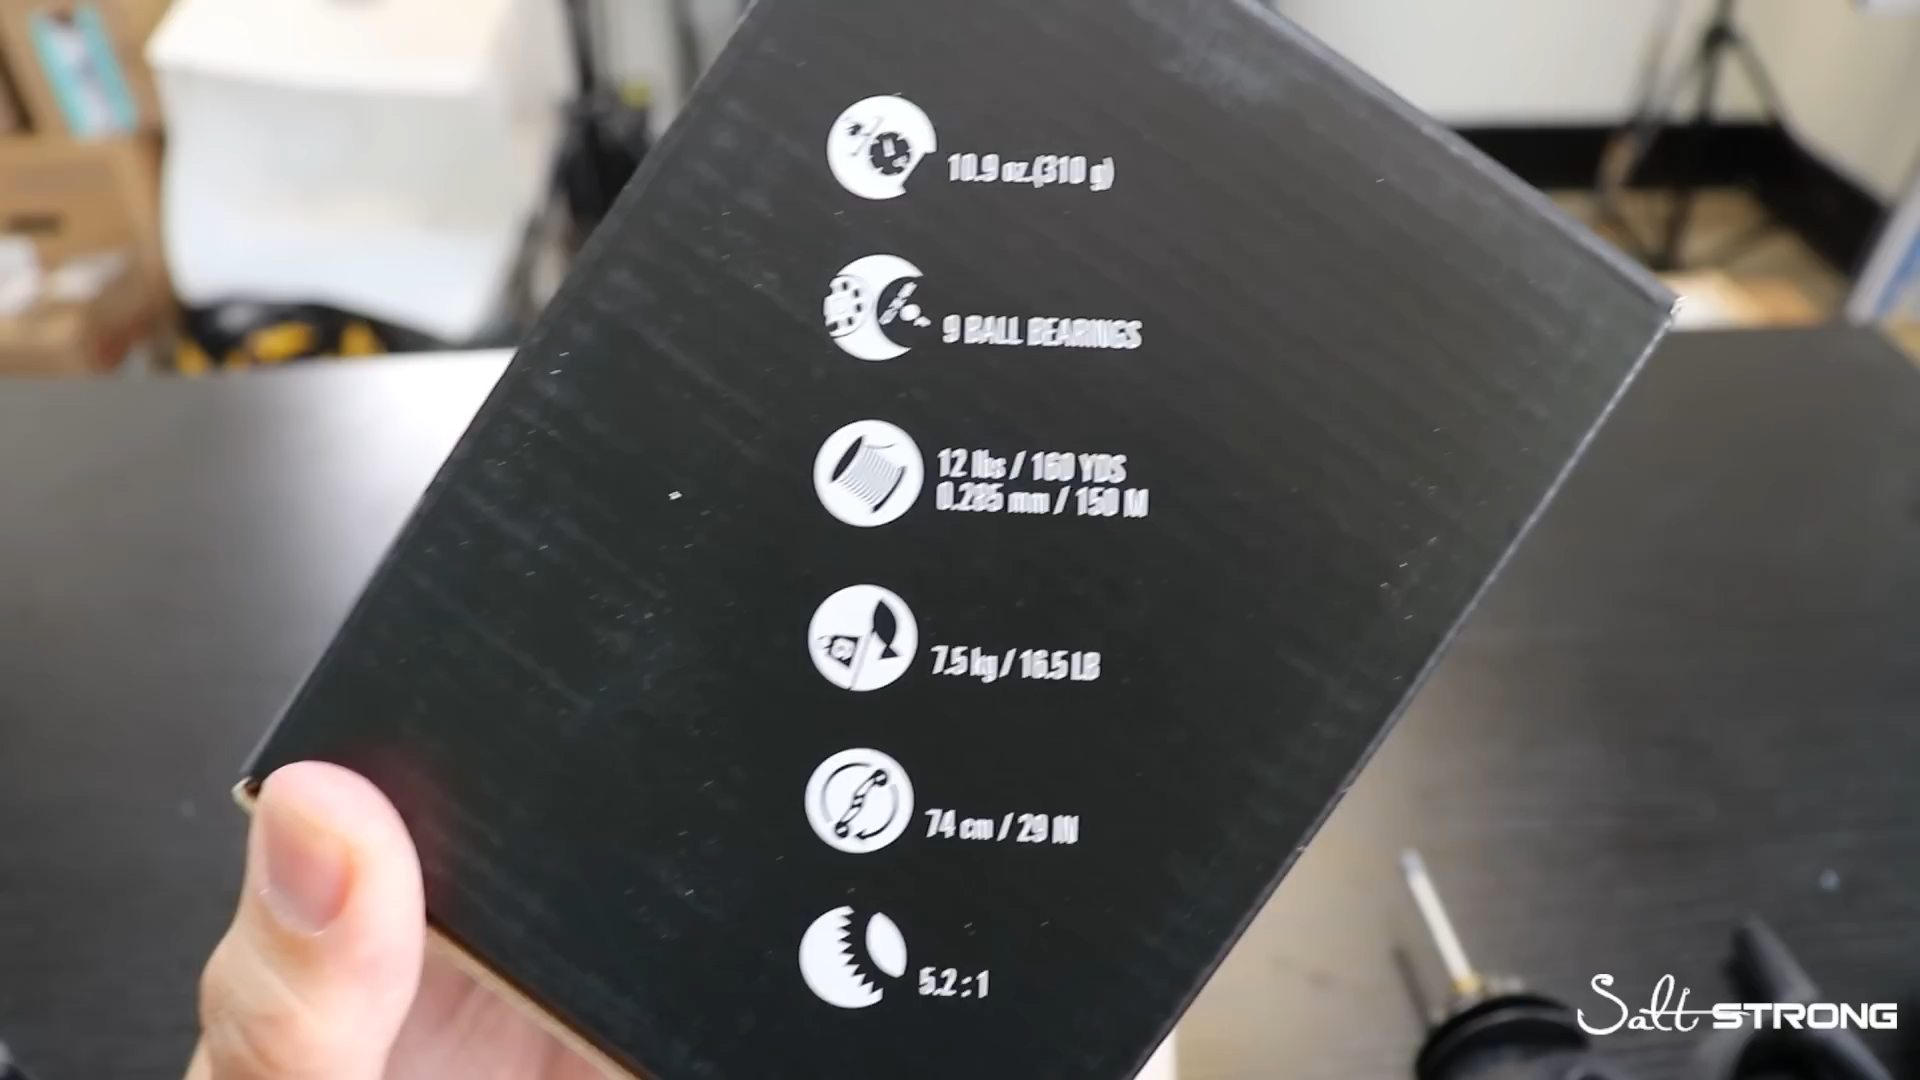 10.9 oz.(310 g)
9 BALL BEARINGS
12 lbs / 160 YDS
0.285 mm / 150 M
7.5 kg / 16.5 LB
74 cm / 29 IN
5.2 : 1
Salt STRONG